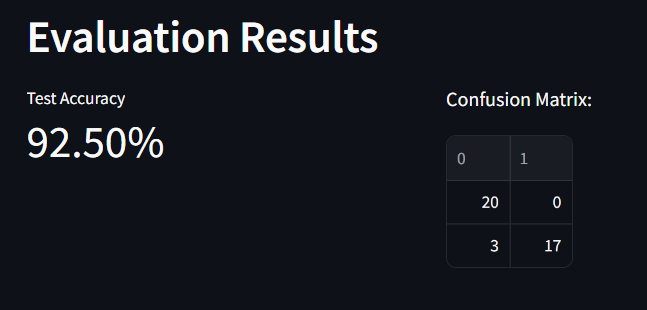 Evaluation Results
Test Accuracy
92.50%
Confusion Matrix:
0 1
20 0
3 17